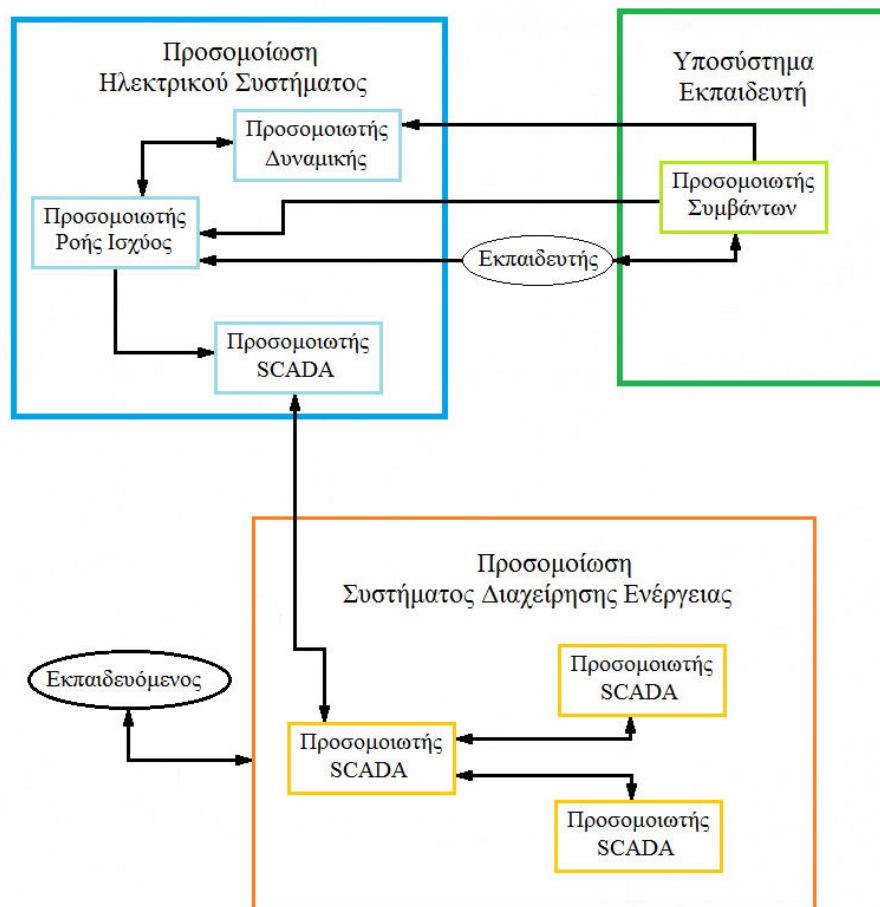 Προσομοίωση
Ηλεκτρικού Συστήματος
Προσομοιωτής
Δυναμικής
Προσομοιωτής
Ροής Ισχύος
Προσομοιωτής
SCADA
Υποσύστημα
Εκπαιδευτή
Προσομοιωτής
Συμβάντων
Εκπαιδευτής
Προσομοίωση
Συστήματος Διαχείρησης Ενέργειας
Εκπαιδευόμενος
Προσομοιωτής
SCADA
Προσομοιωτής
SCADA
Προσομοιωτής
SCADA